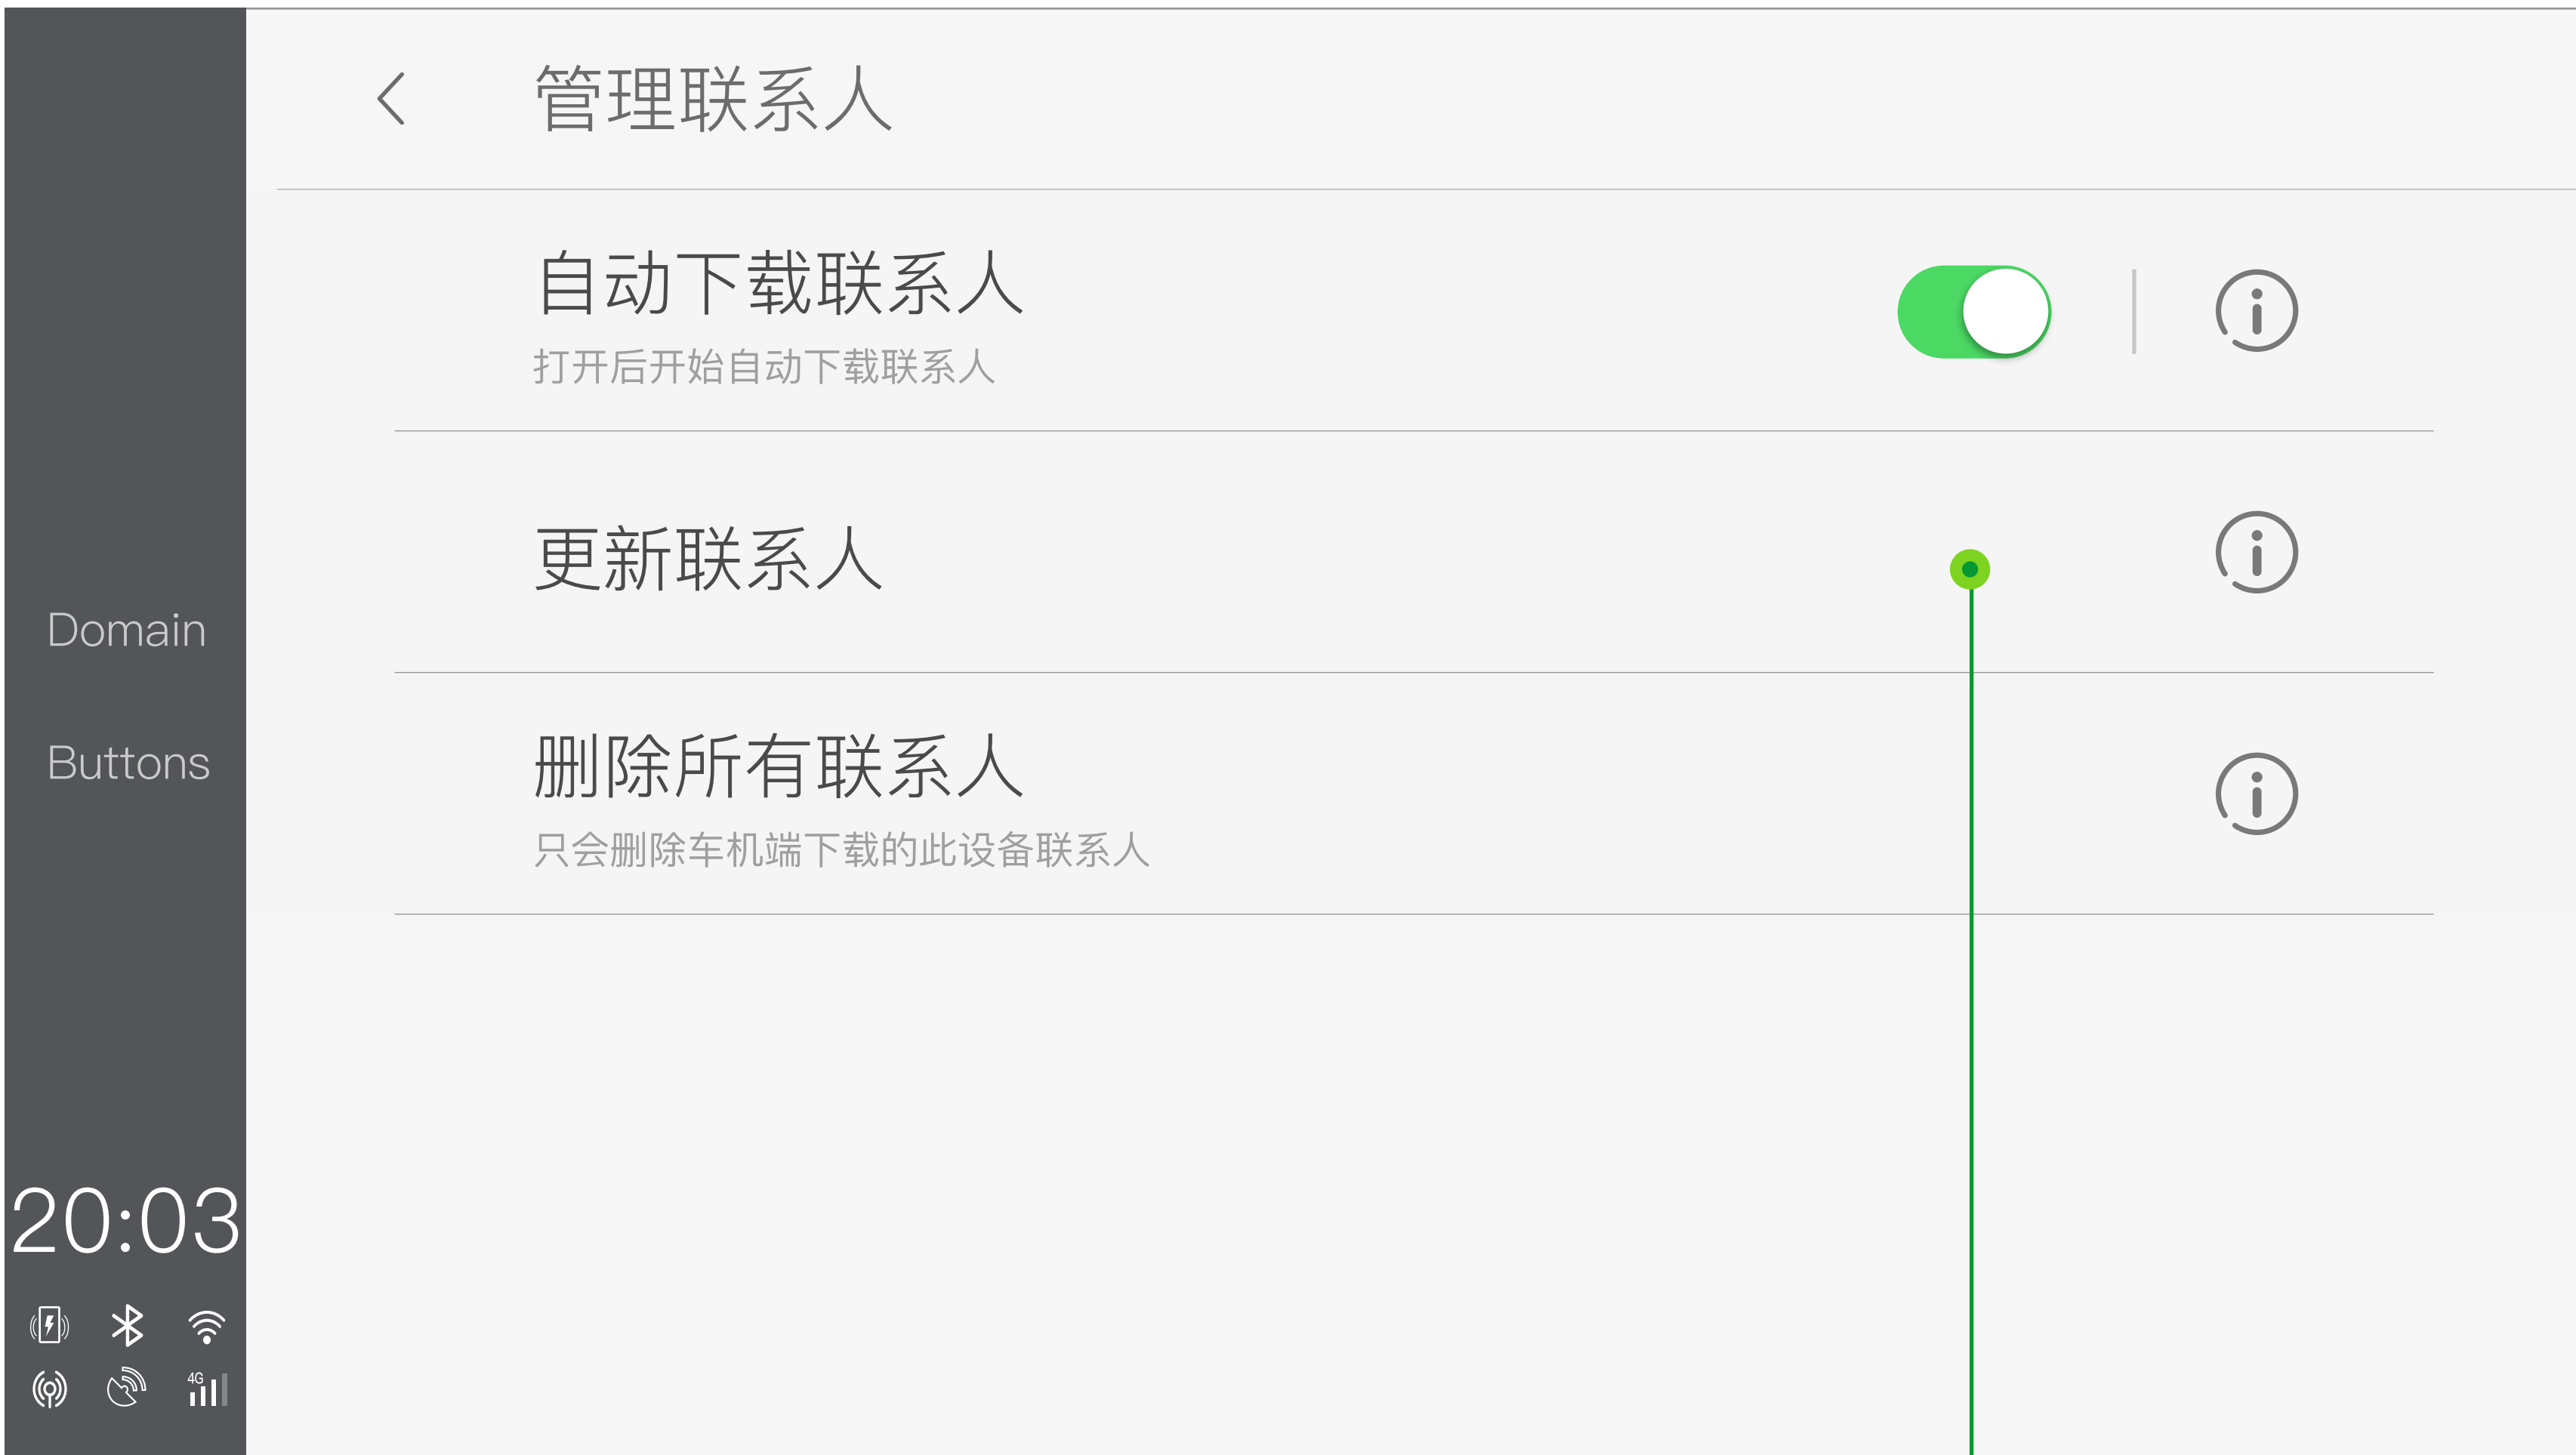 管理联系人
自动下载联系人
打开后开始自动下载联系人
更新联系人
删除所有联系人
只会删除车机端下载的此设备联系人
Domain
Buttons
20:03
4G